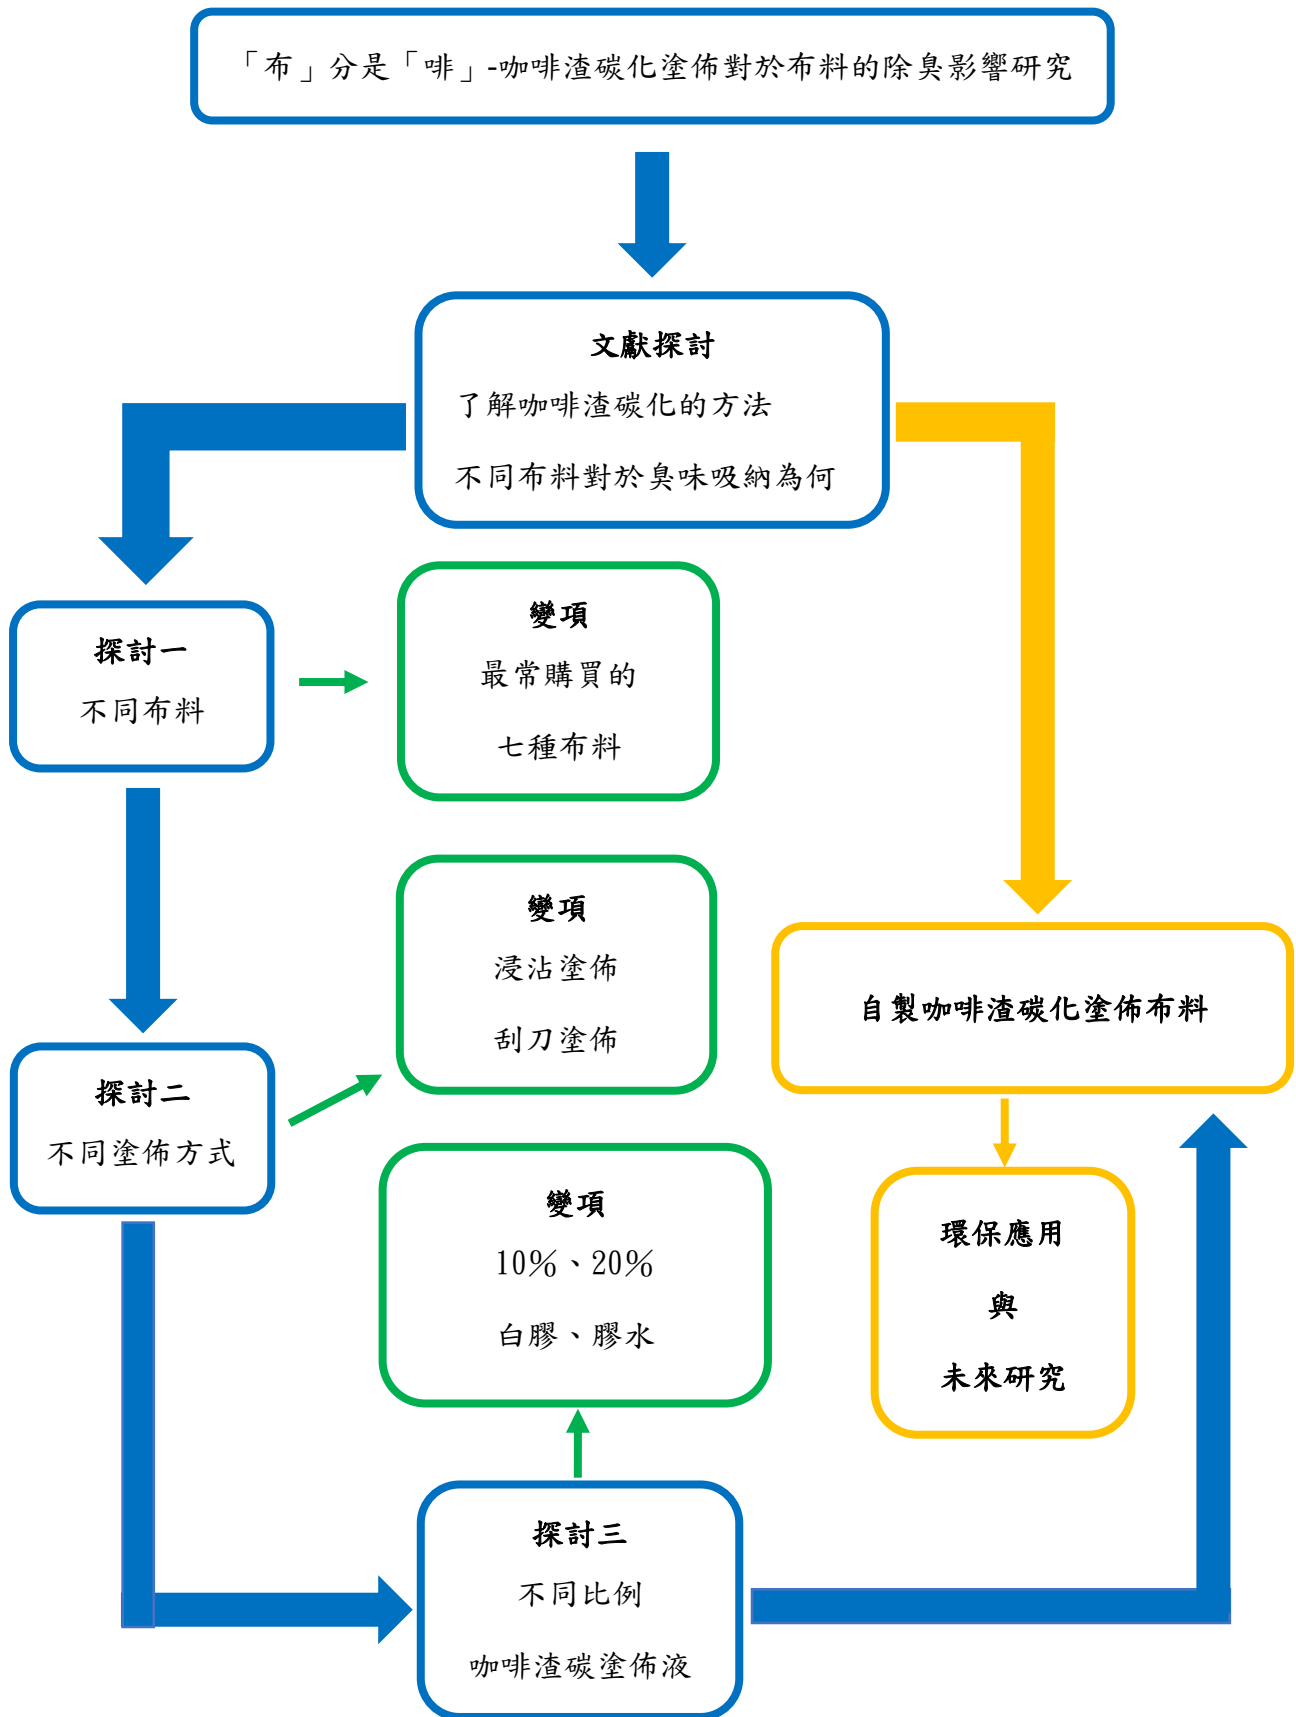 「布」分是「啡」-咖啡渣碳化塗佈對於布料的除臭影響研究
文獻探討
了解咖啡渣碳化的方法
不同布料對於臭味吸納為何
探討一
不同布料
變項
最常購買的
七種布料
變項
浸沾塗佈
刮刀塗佈
探討二
不同塗佈方式
變項
10%、20%
白膠、膠水
探討三
不同比例
咖啡渣碳塗佈液
自製咖啡渣碳化塗佈布料
環保應用
與
未來研究